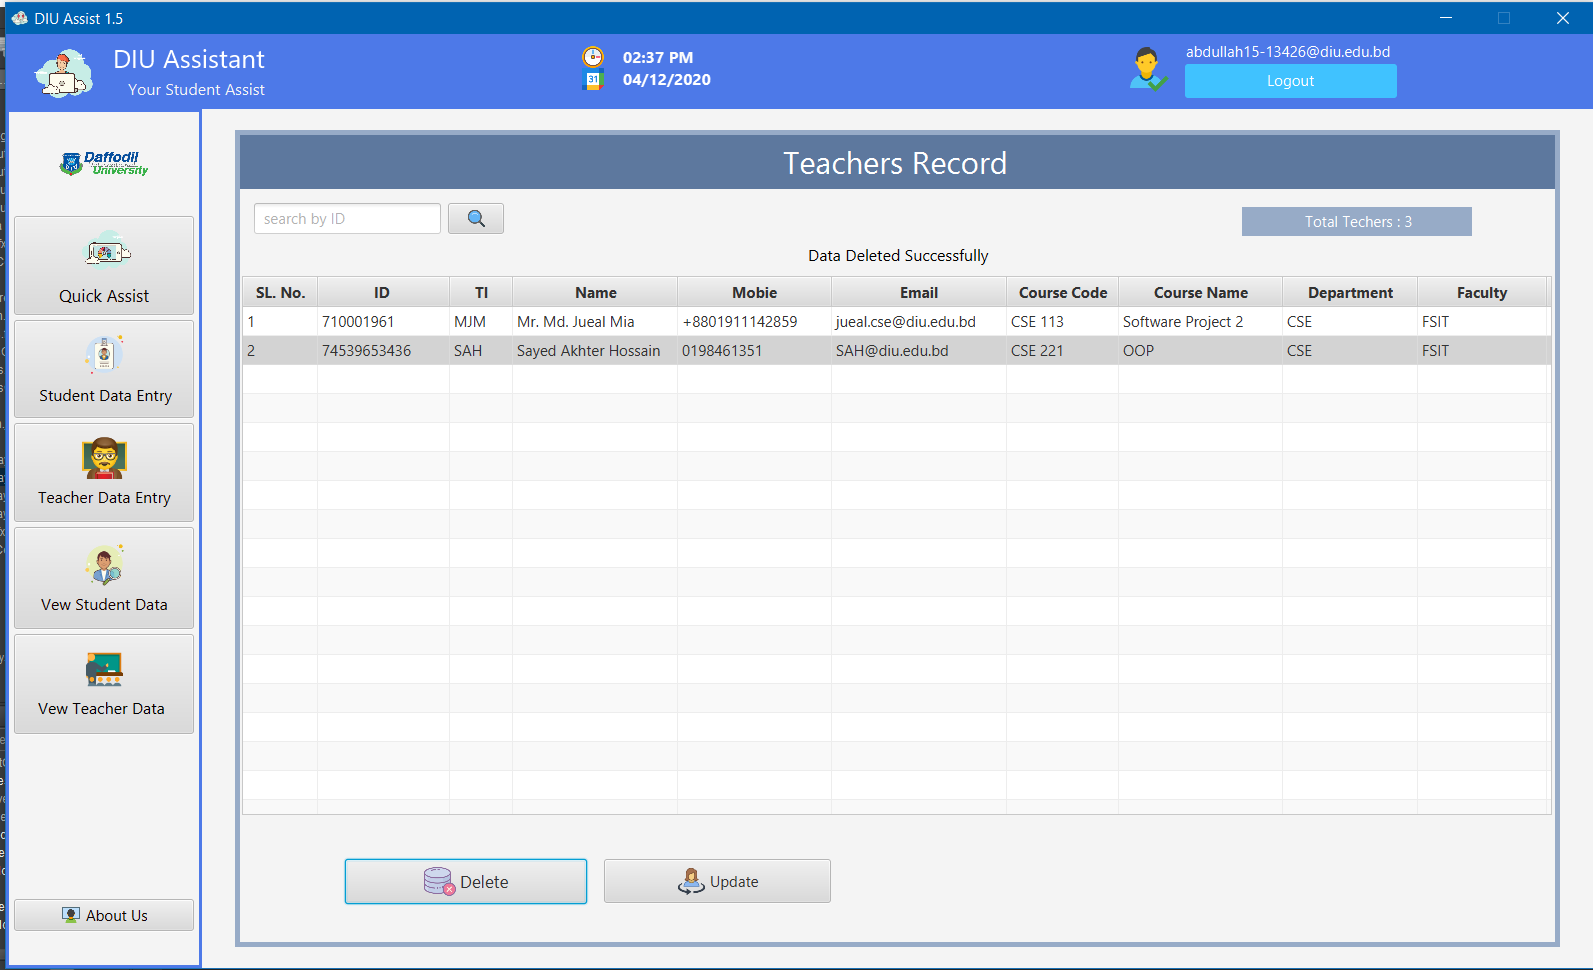 DIU Assist 1.5
DIU Assistant
Your Student Assist
02:37 PM
31
04/12/2020
abdullah15-13426@diu.edu.bd
Logout
Daffodil
University
Quick Assist
Student Data Entry
Teacher Data Entry
Vew Student Data
Vew Teacher Data
About Us
Teachers Record
search by ID
Total Techers : 3
Data Deleted Successfully
SL. No. ID TI Name Mobie Email Course Code Course Name Department Faculty
1 710001961 MJM Mr. Md. Jueal Mia +8801911142859 jueal.cse@diu.edu.bd CSE 113 Software Project 2 CSE FSIT
2 74539653436 SAH Sayed Akhter Hossain 0198461351 SAH@diu.edu.bd CSE 221 OOP CSE FSIT
Delete
Update